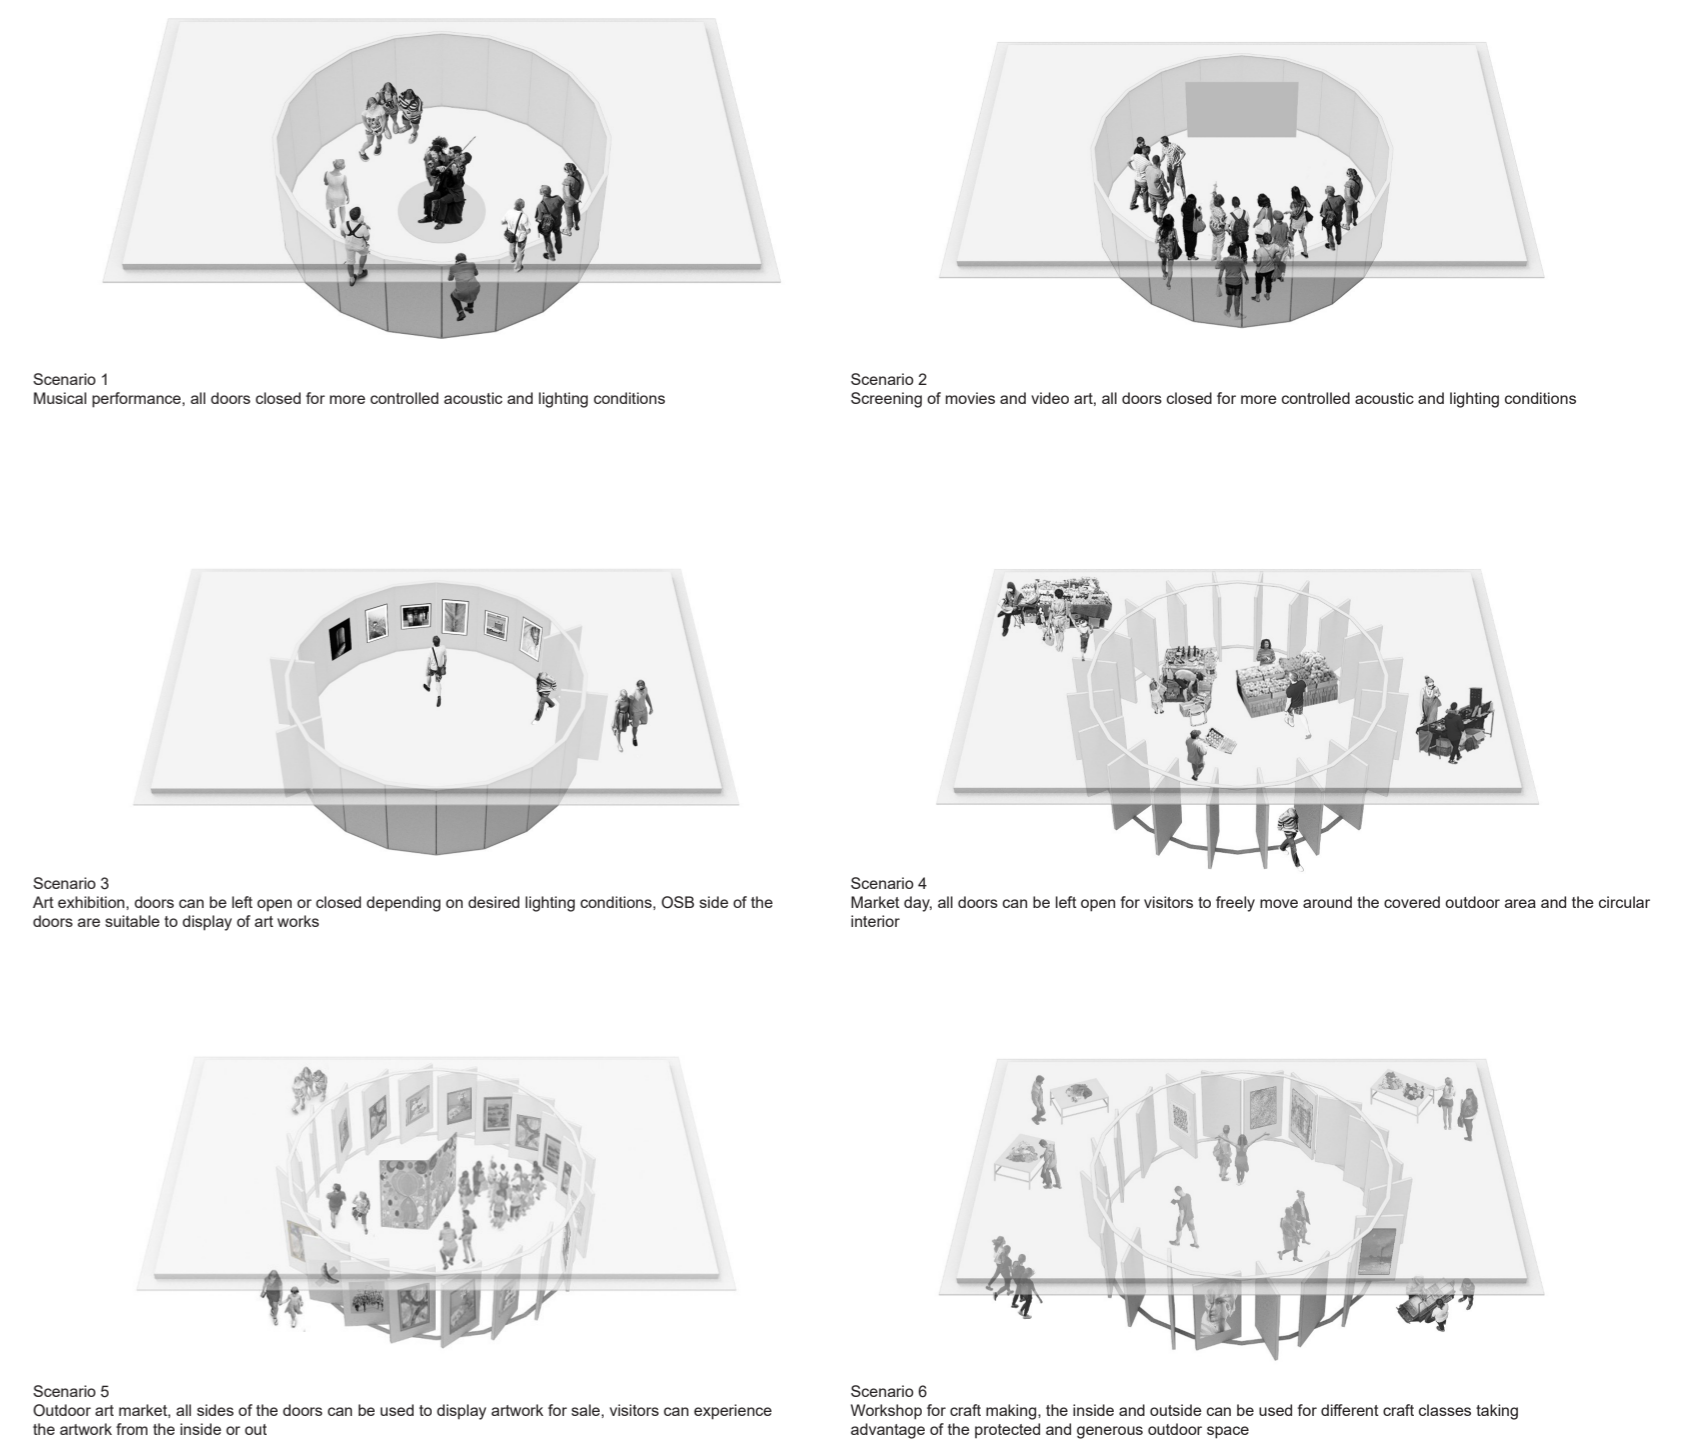 Scenario 1
Musical performance, all doors closed for more controlled acoustic and lighting conditions
Scenario 2
Screening of movies and video art, all doors closed for more controlled acoustic and lighting conditions
Scenario 3
Art exhibition, doors can be left open or closed depending on desired lighting conditions, OSB side of the
doors are suitable to display of art works
Scenario 4
Market day, all doors can be left open for visitors to freely move around the covered outdoor area and the circular
interior
Scenario 5
Outdoor art market, all sides of the doors can be used to display artwork for sale, visitors can experience
the artwork from the inside or out
Scenario 6
Workshop for craft making, the inside and outside can be used for different craft classes taking
advantage of the protected and generous outdoor space